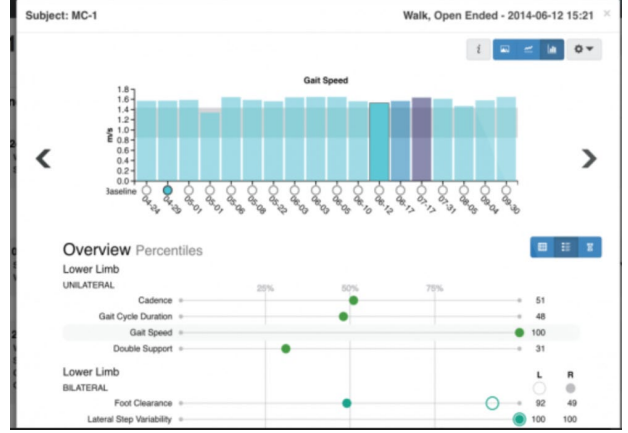 Subject: MC-1
Walk, Open Ended - 2014-06-12 15:21 ×
i
Gait Speed
m/s
1.8
1.6
1.4
1.2
1.0
0.8
0.6
0.4
0.2
0.0
Baseline
04-24 04-29 05-01 05-01 05-06 05-08 05-22 06-03 06-03 06-05 06-10 06-12 06-17 07-17 07-31 08-05 09-04 09-30
Overview Percentiles
Lower Limb
UNILATERAL
25% 50% 75%
Cadence 51
Gait Cycle Duration 48
Gait Speed 100
Double Support 31
Lower Limb
L R
BILATERAL
Foot Clearance 92 49
Lateral Step Variability 100 100